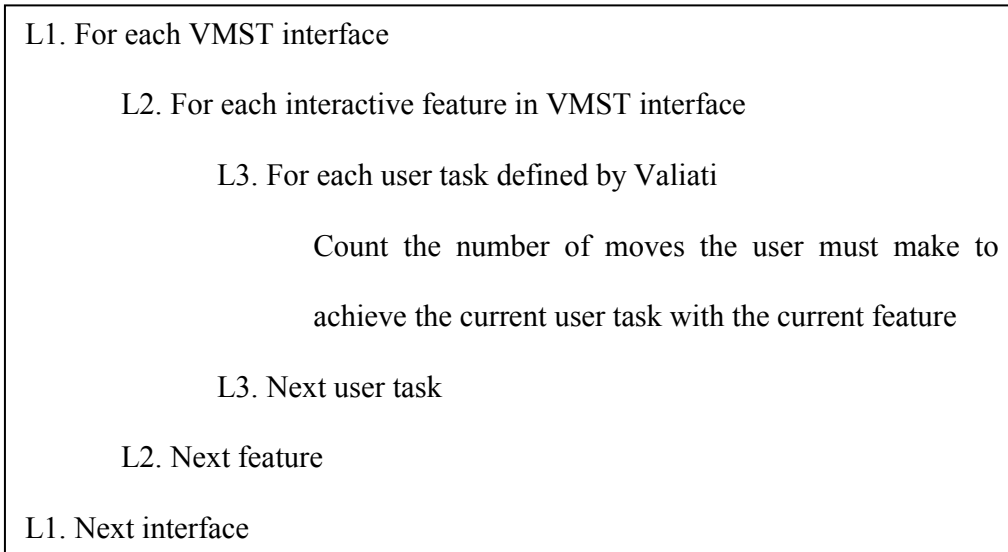 L1. For each VMST interface
L2. For each interactive feature in VMST interface
L3. For each user task defined by Valiati
Count the number of moves the user must make to
achieve the current user task with the current feature
L3. Next user task
L2. Next feature
L1. Next interface